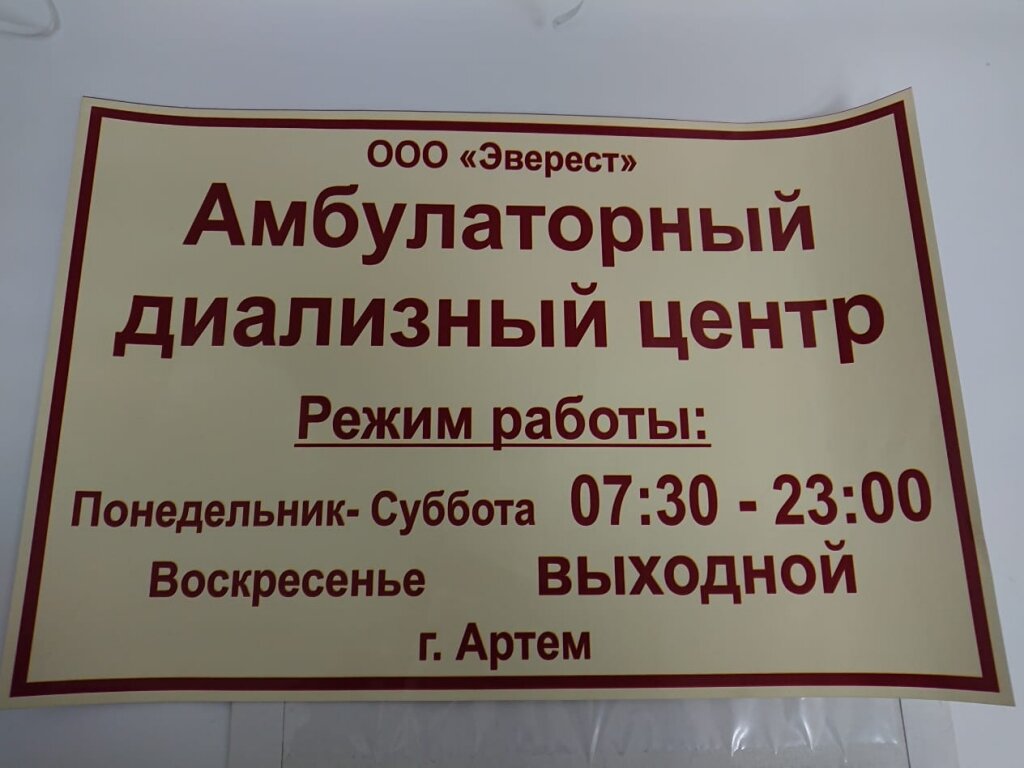 ООО «Эверест»
Амбулаторный
диализный центр
Режим работы:
Понедельник- Суббота 07:30 - 23:00
Воскресенье выходной
г. Артем